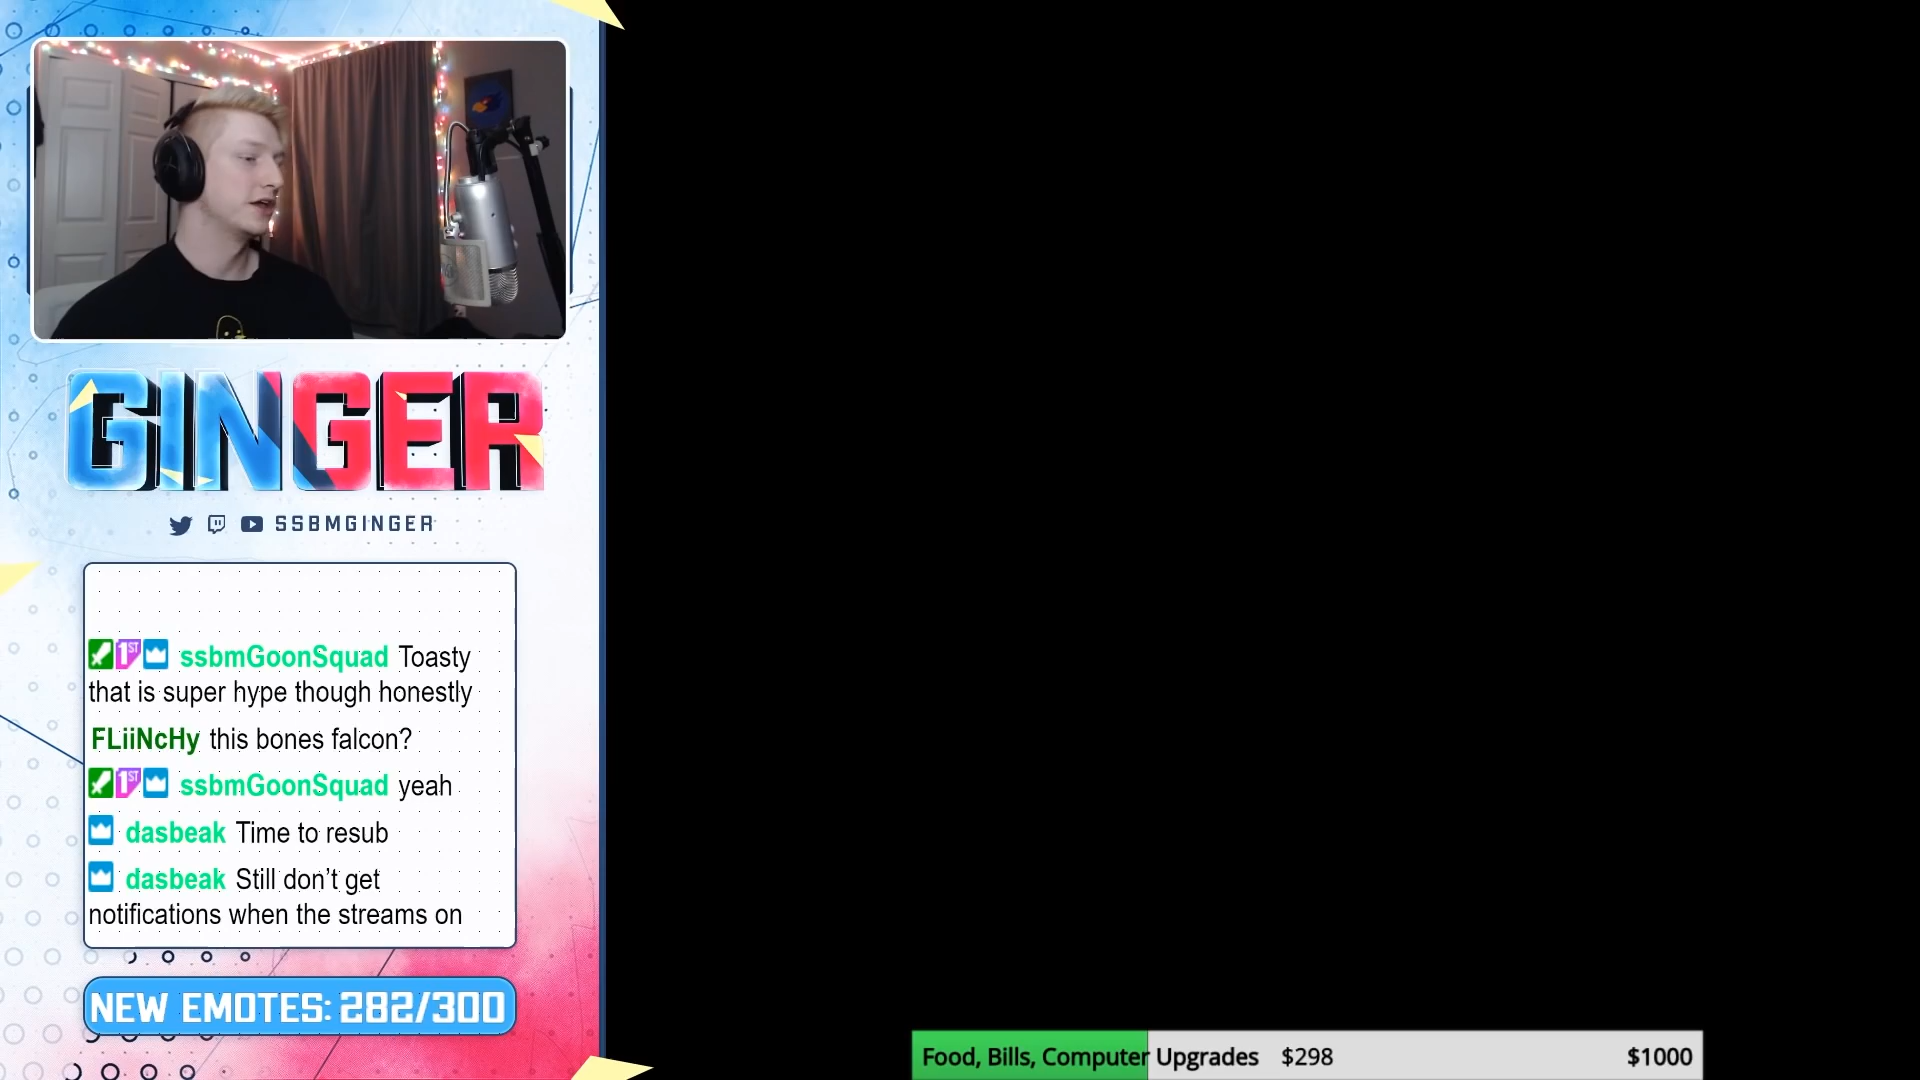 GINGER
SSBMGINGER
1ST ssbmGoonSquad Toasty
that is super hype though honestly
FLiiNcHy this bones falcon?
1ST ssbmGoonSquad yeah
dasbeak Time to resub
dasbeak Still don’t get
notifications when the streams on
NEW EMOTES: 282/300
Food, Bills, Computer Upgrades $298 $1000